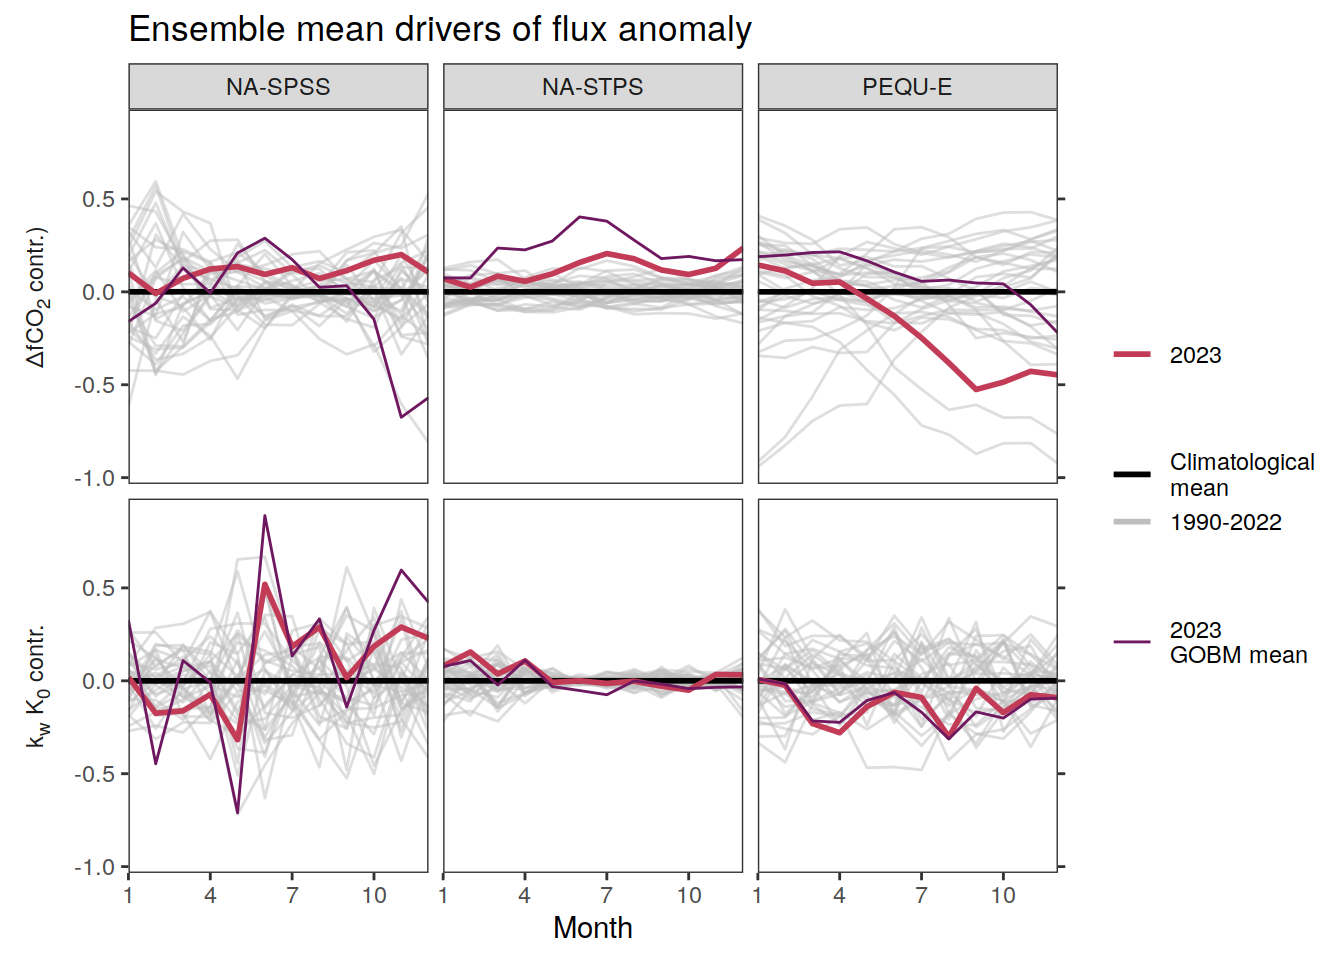 Ensemble mean drivers of flux anomaly
NA-SPSS
NA-STPS
PEQU-E
ΔfCO₂ contr.)
0.5
0.0
-0.5
-1.0
k_w K₀ contr.
0.5
0.0
-0.5
-1.0
1 4 7 10
1 4 7 10
1 4 7 10
Month
2023
Climatological
mean
1990-2022
2023
GOBM mean